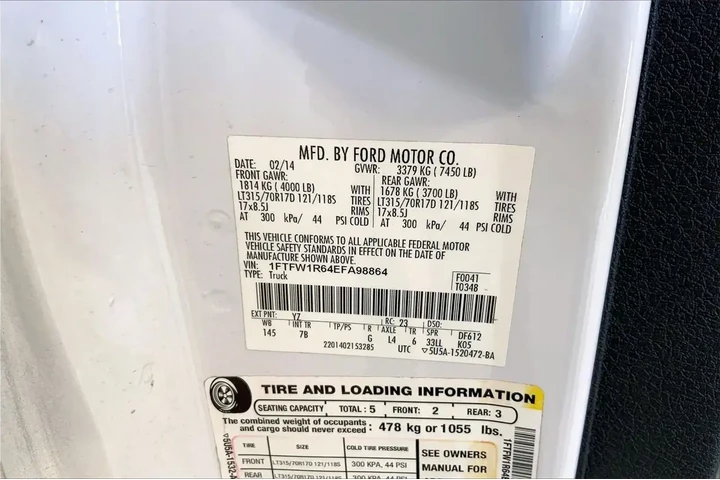 MFD. BY FORD MOTOR CO.
DATE: 02/14 GVWR: 3379 KG ( 7450 LB)
FRONT GAWR: REAR GAWR:
1814 KG ( 4000 LB) WITH 1678 KG ( 3700 LB) WITH
LT315/70R17D 121/118S TIRES LT315/70R17D 121/118S TIRES
17x8.5J RIMS 17x8.5J RIMS
AT 300 kPa/ 44 PSI COLD AT 300 kPa/ 44 PSI COLD
THIS VEHICLE CONFORMS TO ALL APPLICABLE FEDERAL MOTOR
VEHICLE SAFETY STANDARDS IN EFFECT ON THE DATE OF
MANUFACTURE SHOWN ABOVE.
VIN: 1FTFW1R64EFA98864 F0041
TYPE: Truck T0348
EXT PNT: YZ RC: 23 DSO:
WB INT TR TP/PS R AXLE TR SPR DF612
145 7B G L4 6 33LL K05
2201402153285 UTC ▽5U5A-1520472-BA
TIRE AND LOADING INFORMATION
SEATING CAPACITY TOTAL : 5 FRONT: 2 REAR: 3
The combined weight of occupants
and cargo should never exceed : 478 kg or 1055 lbs.
TIRE SIZE COLD TIRE PRESSURE SEE OWNERS
FRONT LT315/70R17D 121/118S 300 KPA, 44 PSI MANUAL FOR
REAR LT315/70R17D 121/118S 300 KPA, 44 PSI